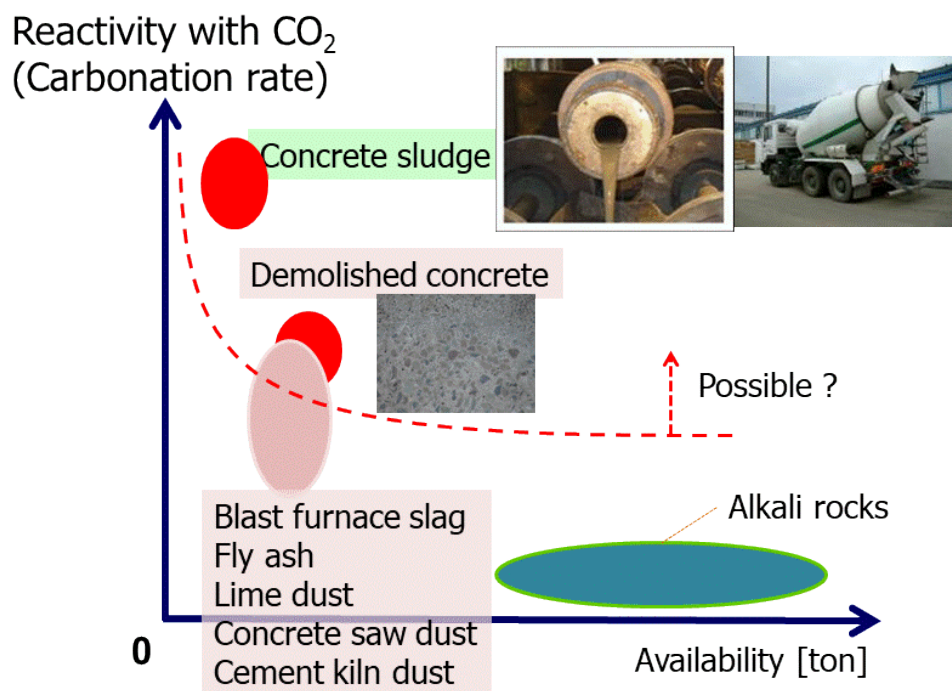 Reactivity with CO₂
(Carbonation rate)
Concrete sludge
Demolished concrete
Possible ?
Alkali rocks
Blast furnace slag
Fly ash
Lime dust
Concrete saw dust
Cement kiln dust
0
Availability [ton]